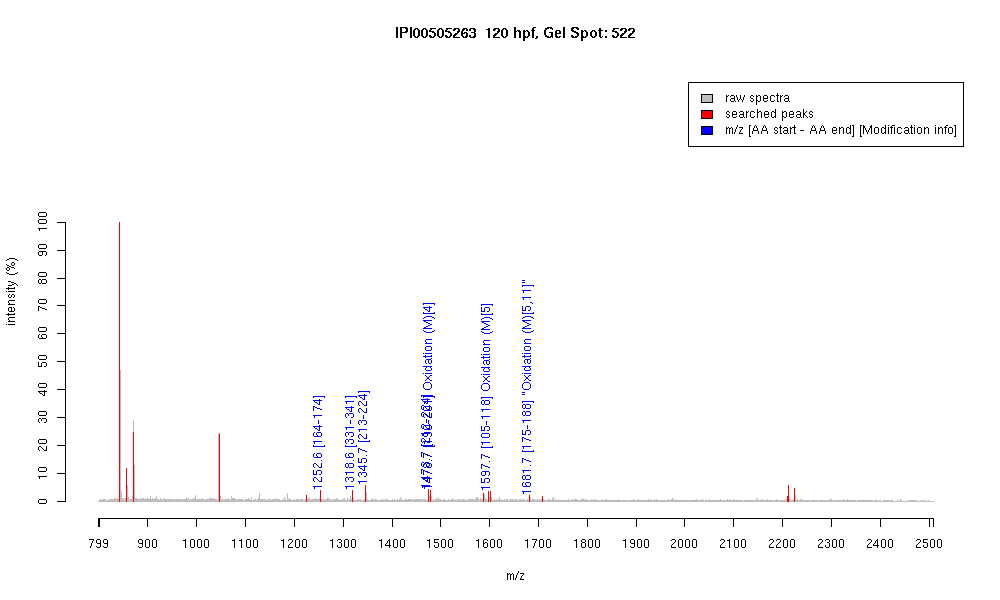 IPI00505263 120 hpf, Gel Spot: 522
raw spectra
searched peaks
m/z [AA start - AA end] [Modification info]
intensity (%)
100
90
80
70
60
50
40
30
20
10
0
1252.6 [164-174]
1318.6 [331-341]
1345.7 [213-224]
Oxidation (M)[4]
1597.7 [105-118] Oxidation (M)[5]
1681.7 [175-188] "Oxidation (M)[5,11]"
799 900 1000 1100 1200 1300 1400 1500 1600 1700 1800 1900 2000 2100 2200 2300 2400 2500
m/z